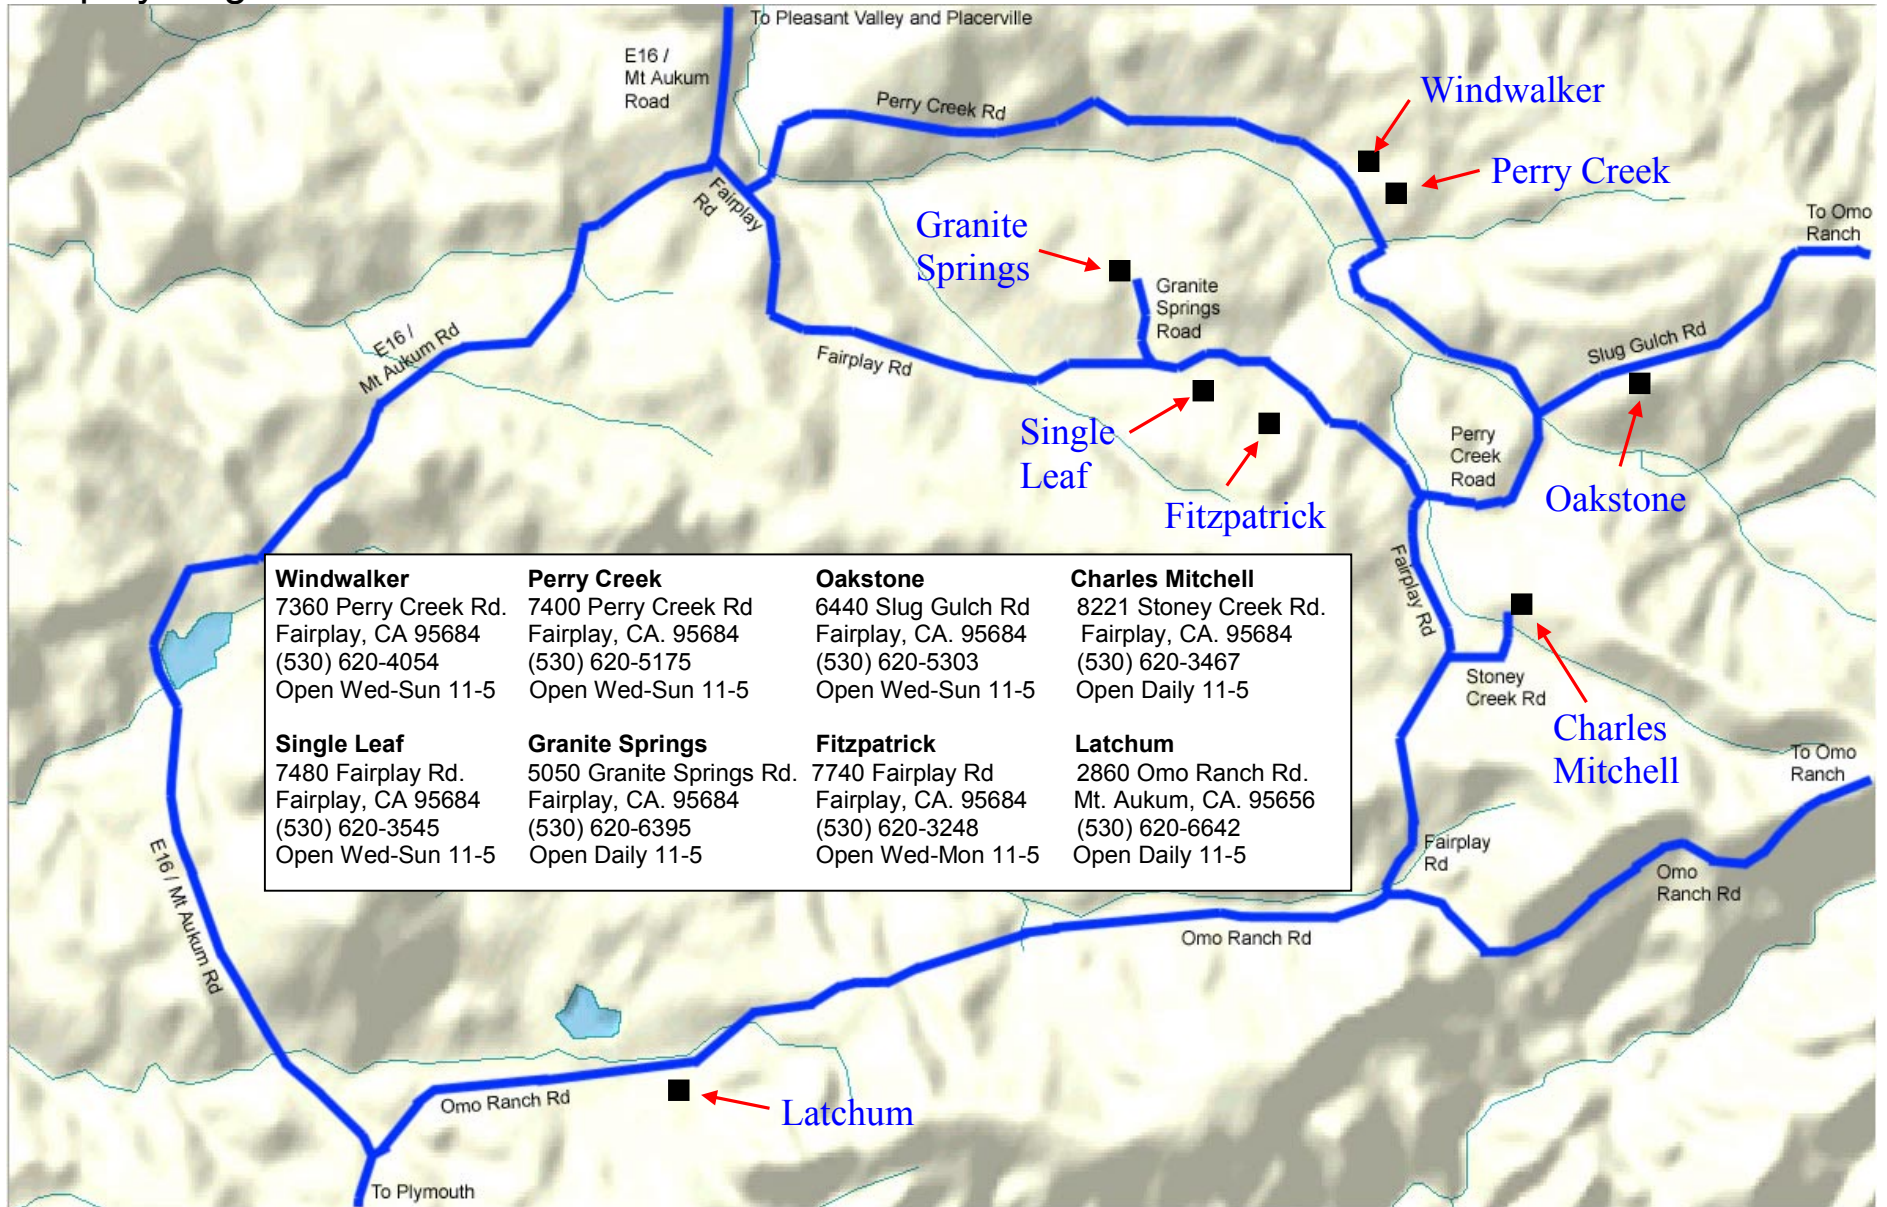 To Pleasant Valley and Placerville
E16 /
Mt Aukum
Road
Perry Creek Rd
Windwalker
Perry Creek
Fairplay
Rd
Granite
Springs
To Omo
Ranch
Granite
Springs
Road
E16 /
Mt Aukum Rd
Fairplay Rd
Slug Gulch Rd
Single
Leaf
Perry
Creek
Road
Oakstone
Fitzpatrick
Fairplay Rd
Windwalker
7360 Perry Creek Rd.
Fairplay, CA 95684
(530) 620-4054
Open Wed-Sun 11-5
Perry Creek
7400 Perry Creek Rd
Fairplay, CA. 95684
(530) 620-5175
Open Wed-Sun 11-5
Oakstone
6440 Slug Gulch Rd
Fairplay, CA. 95684
(530) 620-5303
Open Wed-Sun 11-5
Charles Mitchell
8221 Stoney Creek Rd.
Fairplay, CA. 95684
(530) 620-3467
Open Daily 11-5
Single Leaf
7480 Fairplay Rd.
Fairplay, CA 95684
(530) 620-3545
Open Wed-Sun 11-5
Granite Springs
5050 Granite Springs Rd.
Fairplay, CA. 95684
(530) 620-6395
Open Daily 11-5
Fitzpatrick
7740 Fairplay Rd
Fairplay, CA. 95684
(530) 620-3248
Open Wed-Mon 11-5
Latchum
2860 Omo Ranch Rd.
Mt. Aukum, CA. 95656
(530) 620-6642
Open Daily 11-5
Stoney
Creek Rd
Charles
Mitchell
To Omo
Ranch
Fairplay
Rd
Omo
Ranch Rd
E16 / Mt Aukum Rd
Omo Ranch Rd
Omo Ranch Rd
Latchum
To Plymouth